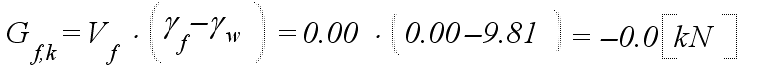 G_{f,k} = V_f · (γ_f − γ_w) = 0.00 · (0.00−9.81) = −0.0 [kN]